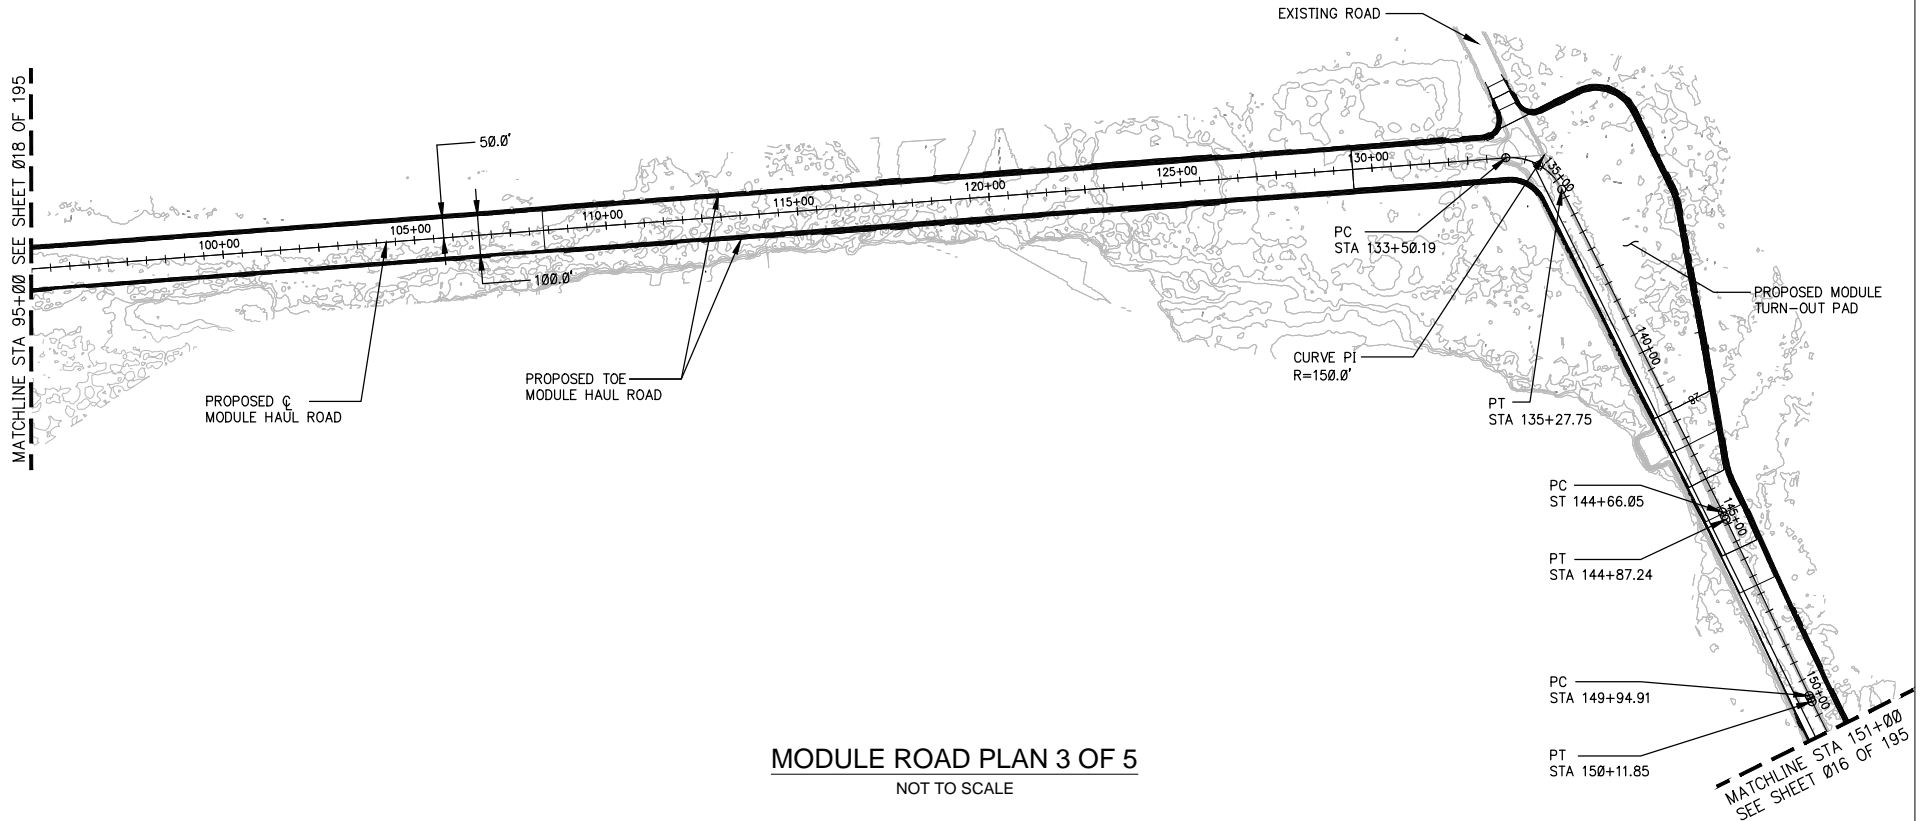 EXISTING ROAD
MATCHLINE STA 95+00 SEE SHEET 018 OF 195
50.0'
100.0'
100+00
105+00
110+00
115+00
120+00
125+00
130+00
135+00
PC
STA 133+50.19
PROPOSED MODULE
TURN-OUT PAD
140+00
CURVE PI
R=150.0'
PROPOSED TOE
MODULE HAUL ROAD
PROPOSED ℄
MODULE HAUL ROAD
PT
STA 135+27.75
28
PC
ST 144+66.05
145+00
PT
STA 144+87.24
PC
STA 149+94.91
150+00
PT
STA 150+11.85
MATCHLINE STA 151+00
SEE SHEET 016 OF 195
MODULE ROAD PLAN 3 OF 5
NOT TO SCALE